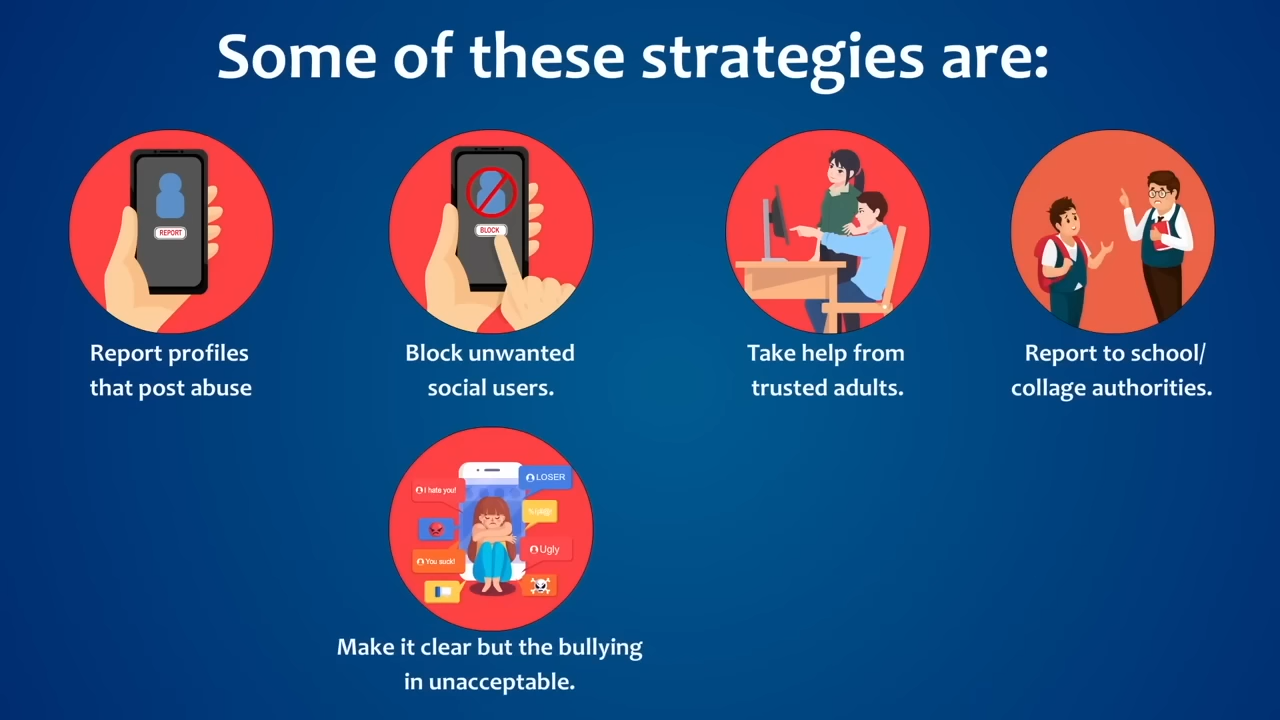 Some of these strategies are:
REPORT
BLOCK
Report profiles
that post abuse
Block unwanted
social users.
Take help from
trusted adults.
Report to school/
collage authorities.
I hate you!
LOSER
Ugly
You suck!
Make it clear but the bullying
in unacceptable.